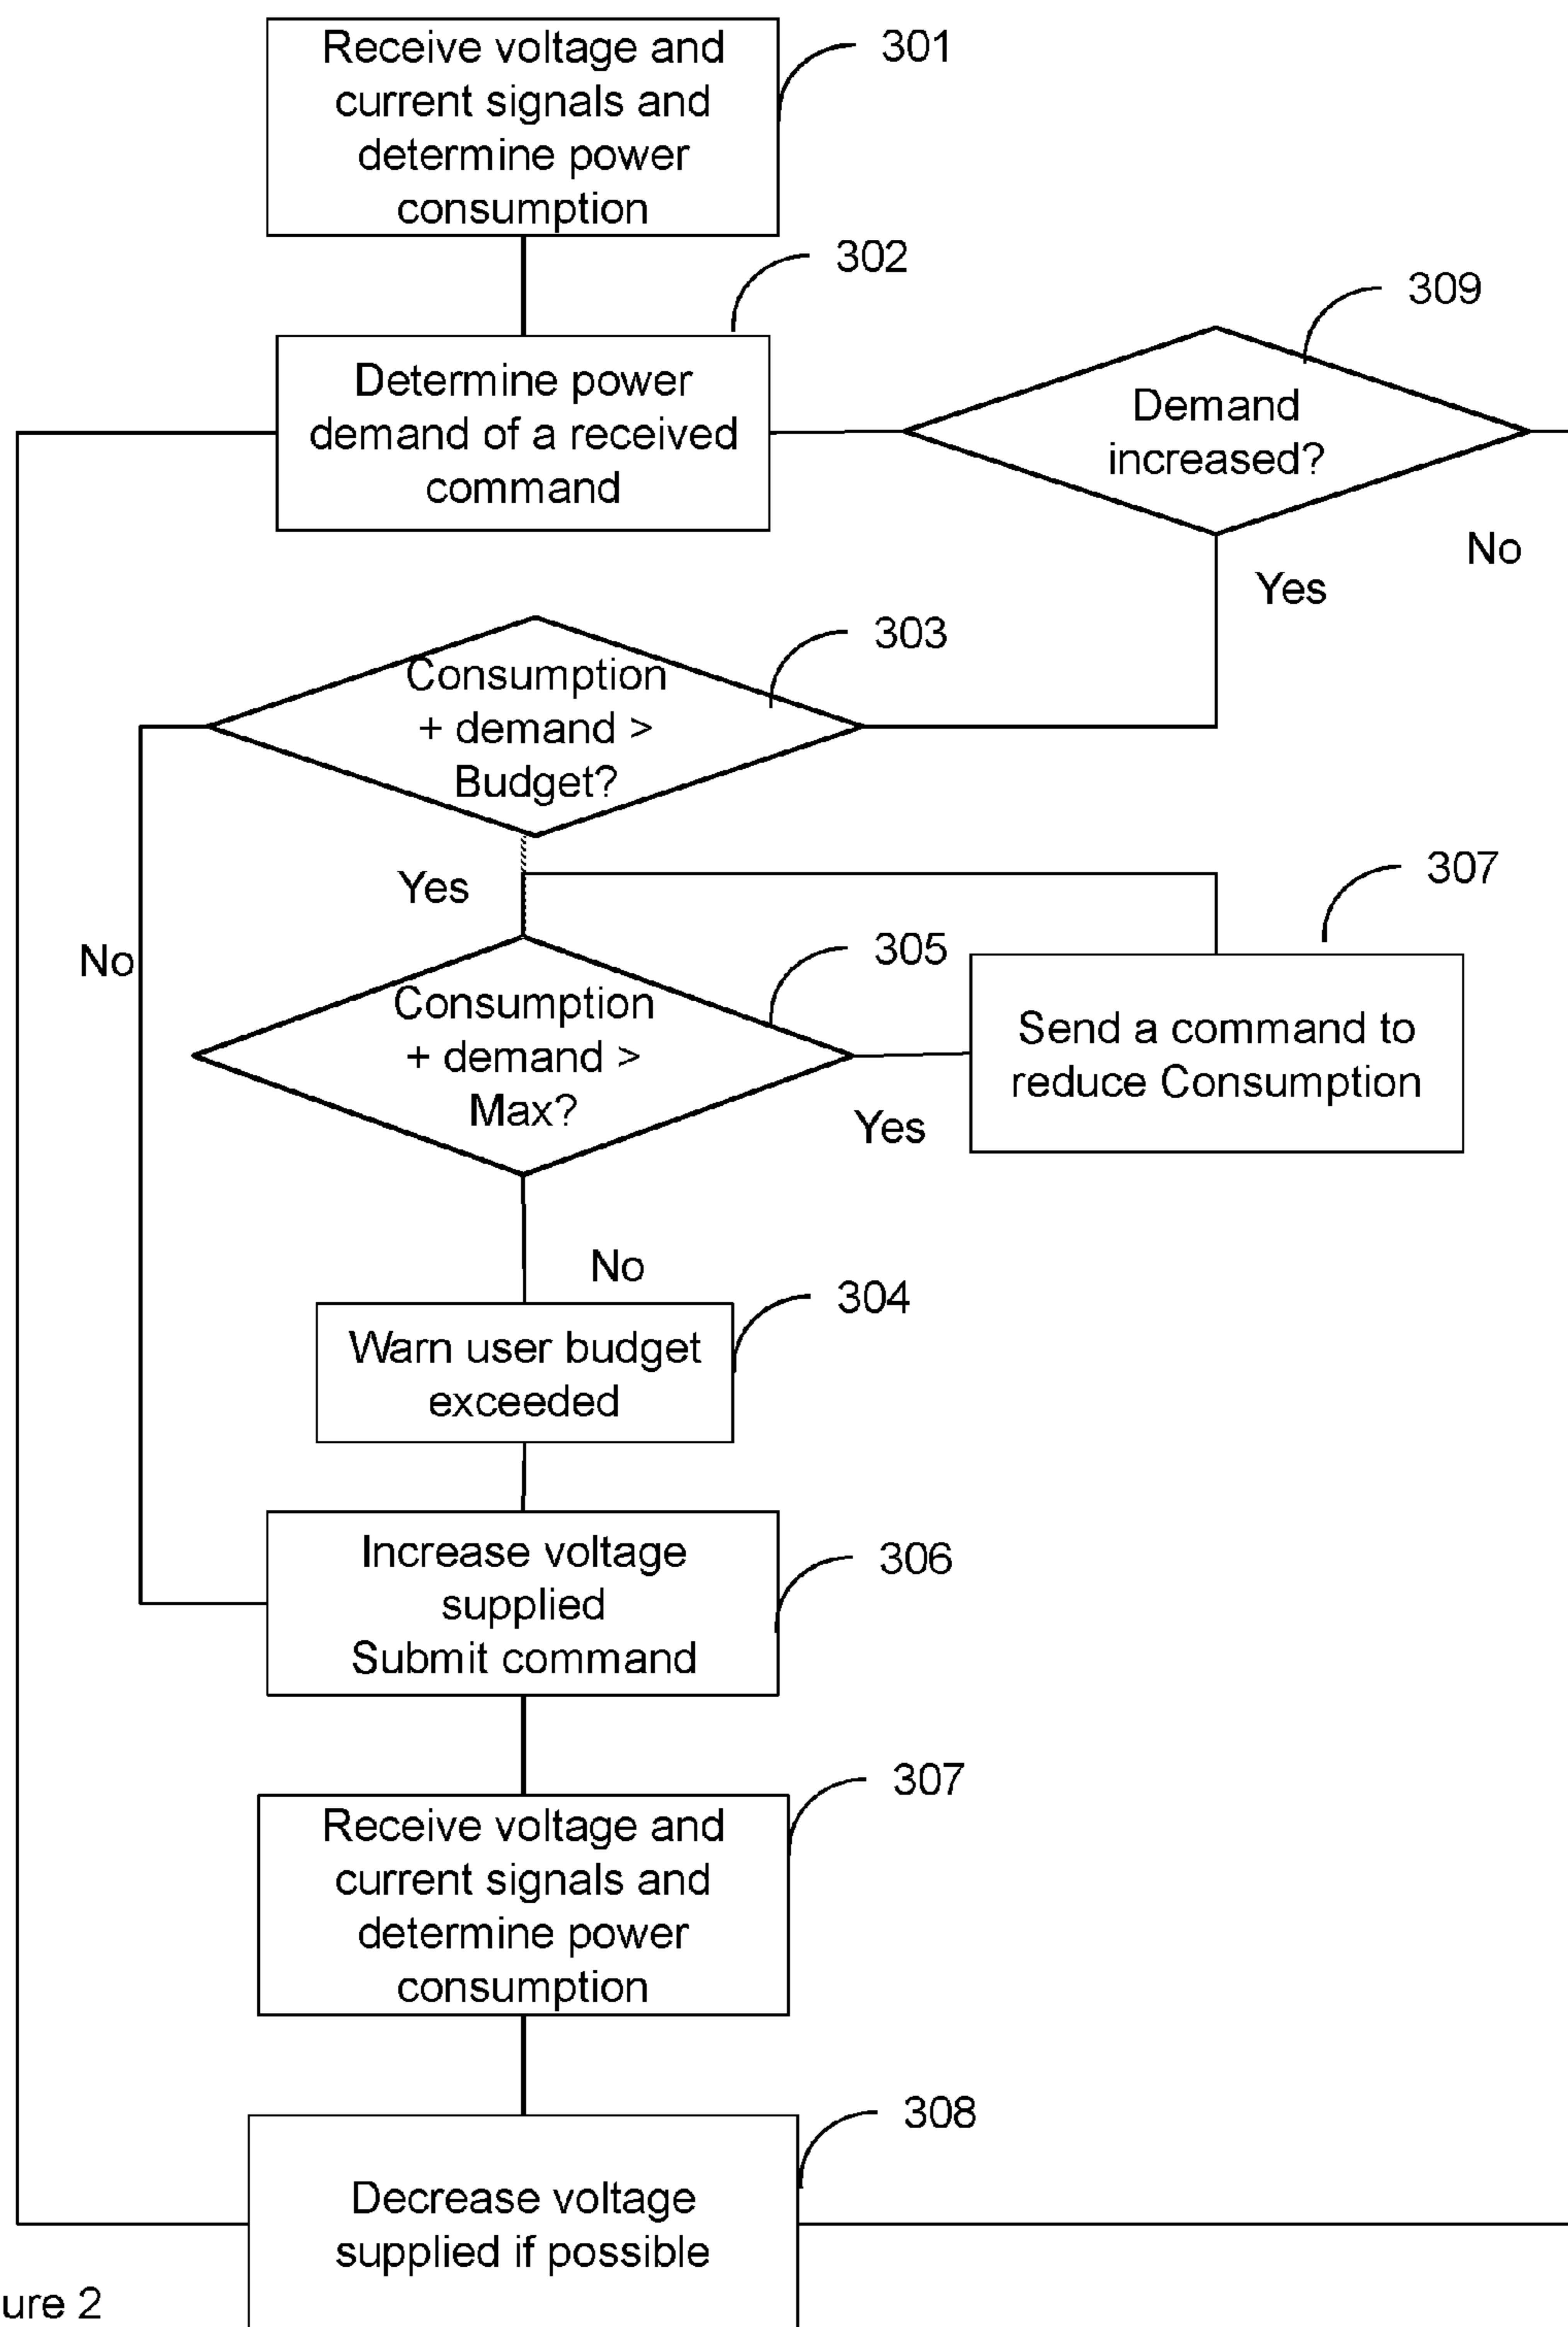 Receive voltage and
current signals and
determine power
consumption
301
302
Determine power
demand of a received
command
309
Demand
increased?
No
Yes
303
Consumption
+ demand >
Budget?
Yes
307
No
305
Consumption
+ demand >
Max?
Send a command to
reduce Consumption
Yes
No
304
Warn user budget
exceeded
Increase voltage
supplied
Submit command
306
307
Receive voltage and
current signals and
determine power
consumption
308
Decrease voltage
supplied if possible
ure 2